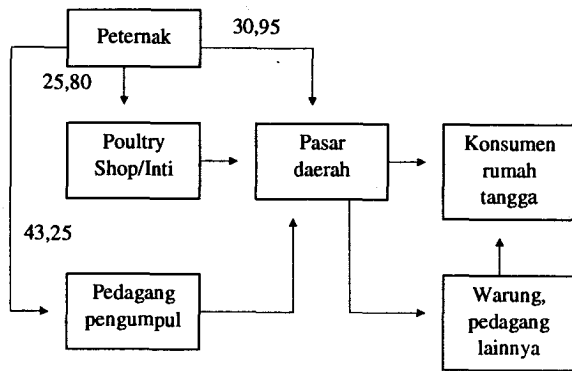 Peternak
30,95
25,80
Poultry
Shop/Inti
Pasar
daerah
Konsumen
rumah
tangga
43,25
Pedagang
pengumpul
Warung,
pedagang
lainnya